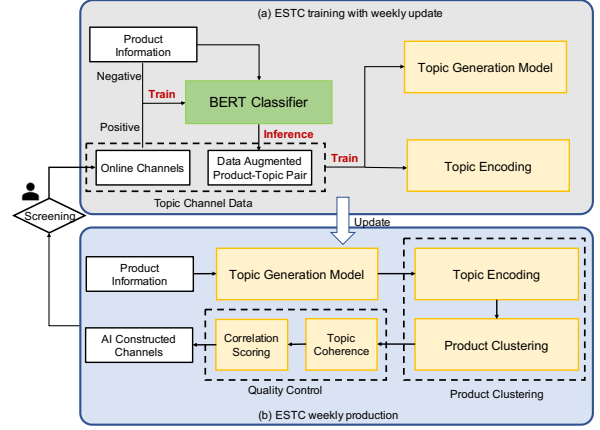 (a) ESTC training with weekly update
Product
Information
Negative
Train
Positive
BERT Classifier
Inference
Topic Generation Model
Online Channels
Data Augmented
Product-Topic Pair
Train
Topic Encoding
Topic Channel Data
Screening
Update
Product
Information
Topic Generation Model
Topic Encoding
AI Constructed
Channels
Correlation
Scoring
Topic
Coherence
Product Clustering
Quality Control
Product Clustering
(b) ESTC weekly production